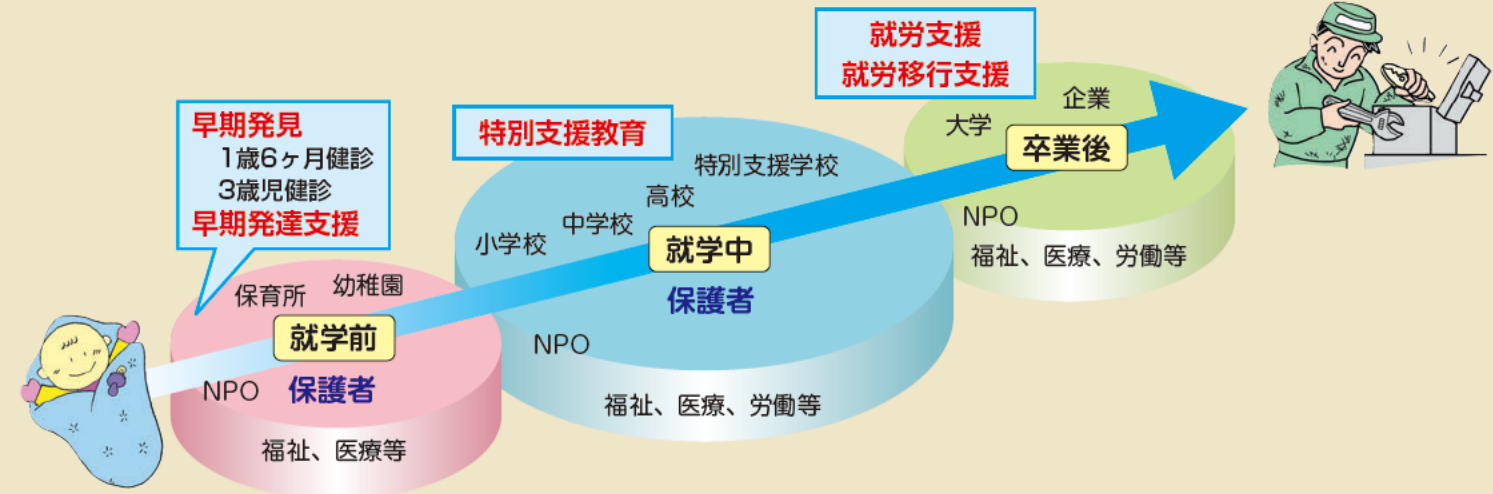 早期発見
1歳6ヶ月健診
3歳児健診
早期発達支援
保育所
幼稚園
就学前
NPO
保護者
福祉、医療等
特別支援教育
小学校
中学校
高校
特別支援学校
就学中
保護者
NPO
福祉、医療、労働等
就労支援
就労移行支援
大学
企業
卒業後
NPO
福祉、医療、労働等